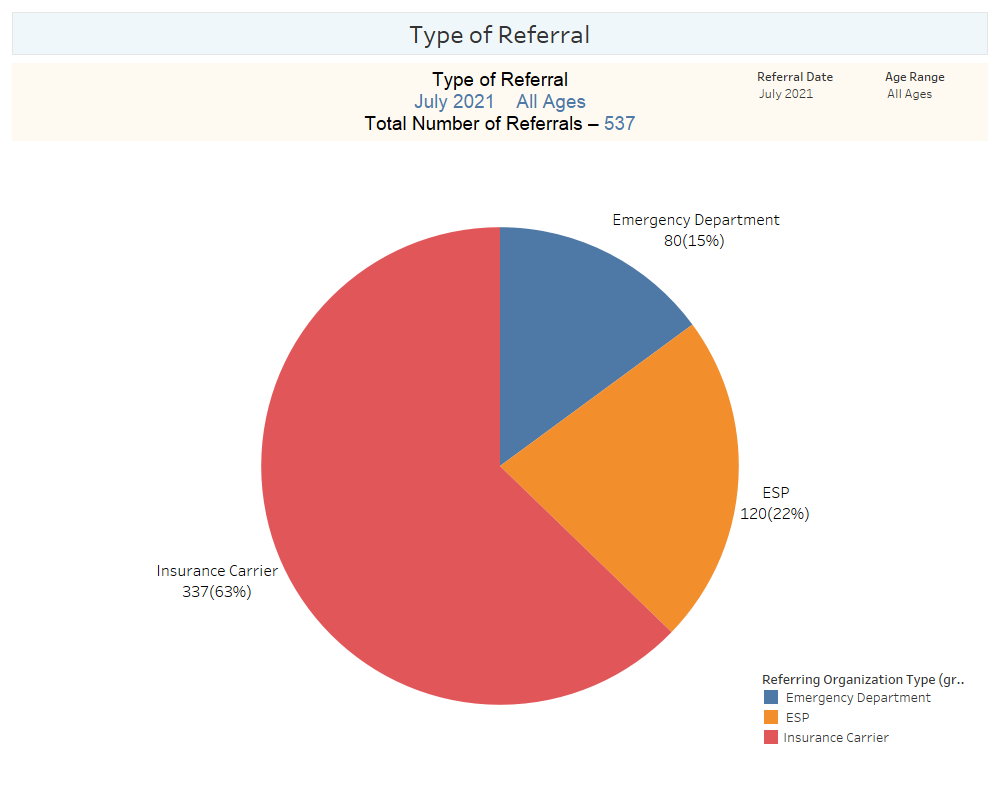 Type of Referral
Type of Referral
July 2021 All Ages
Total Number of Referrals – 537
Referral Date Age Range
July 2021 All Ages
Emergency Department
80(15%)
ESP
120(22%)
Insurance Carrier
337(63%)
Referring Organization Type (gr..
Emergency Department
ESP
Insurance Carrier